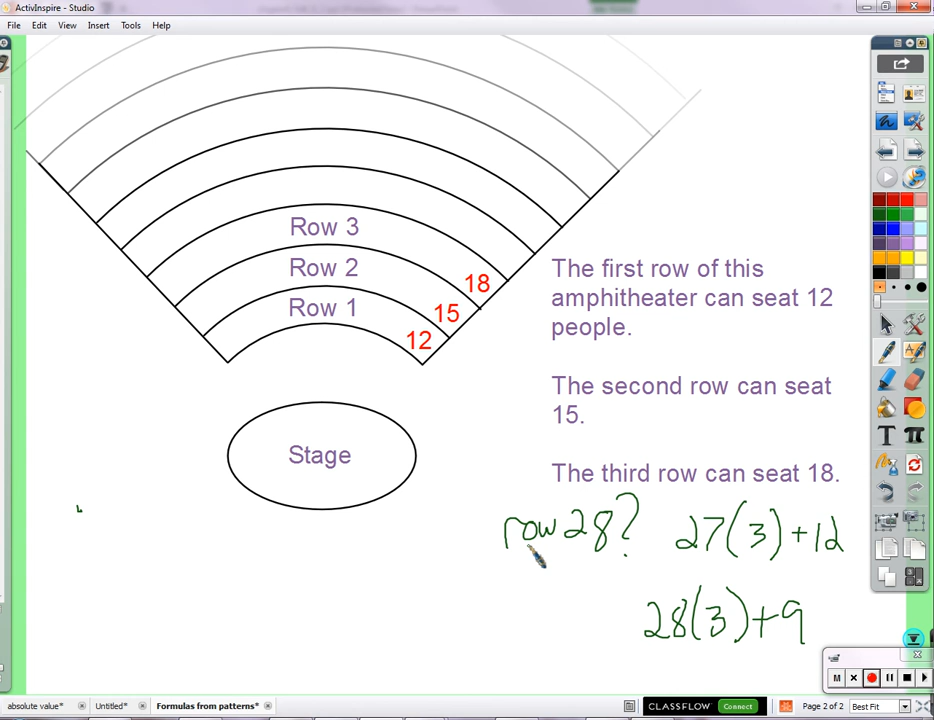 ActivInspire - Studio
File Edit View Insert Tools
Row 3
Row 2
Row 1
18
15
12
Stage
The first row of this
amphitheater can seat 12
people.
The second row can seat
15.
The third row can seat 18.
row 28? 27(3)+12
28(3)+9
M
absolute value* Untitled* Formulas from patterns*
CLASSFLOW Connect
Page 2 of 2 Best Fit